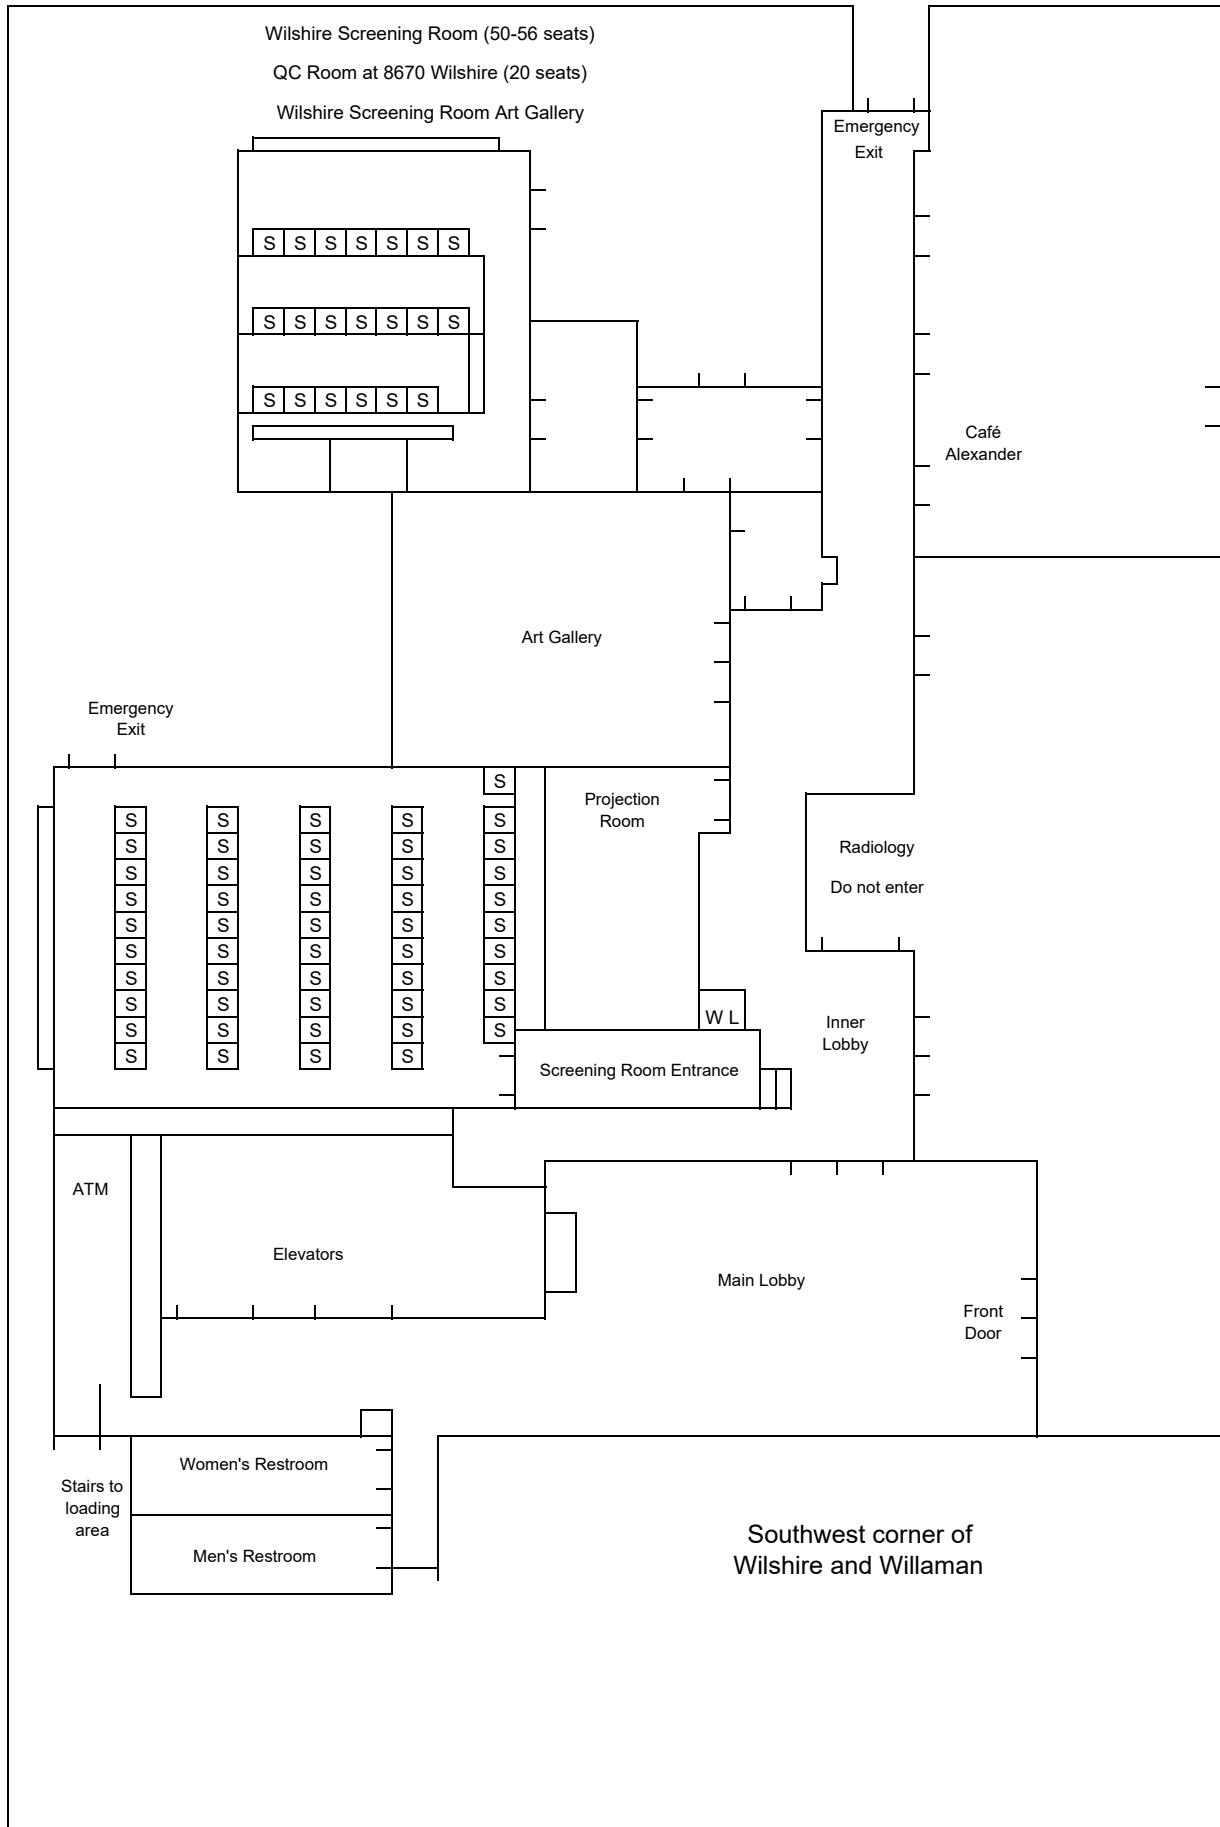 Wilshire Screening Room (50-56 seats)
QC Room at 8670 Wilshire (20 seats)
Wilshire Screening Room Art Gallery
Emergency
Exit
S S S S S S S
S S S S S S S
S S S S S S
Café
Alexander
Art Gallery
Emergency
Exit
S
Projection
Room
S S S S S
S S S S S
S S S S S
S S S S S
S S S S S
S S S S S
S S S S S
S S S S S
S S S S S
S S S S
Radiology
Do not enter
W L
Inner
Lobby
Screening Room Entrance
ATM
Elevators
Main Lobby
Front
Door
Women's Restroom
Stairs to
loading
area
Men's Restroom
Southwest corner of
Wilshire and Willaman